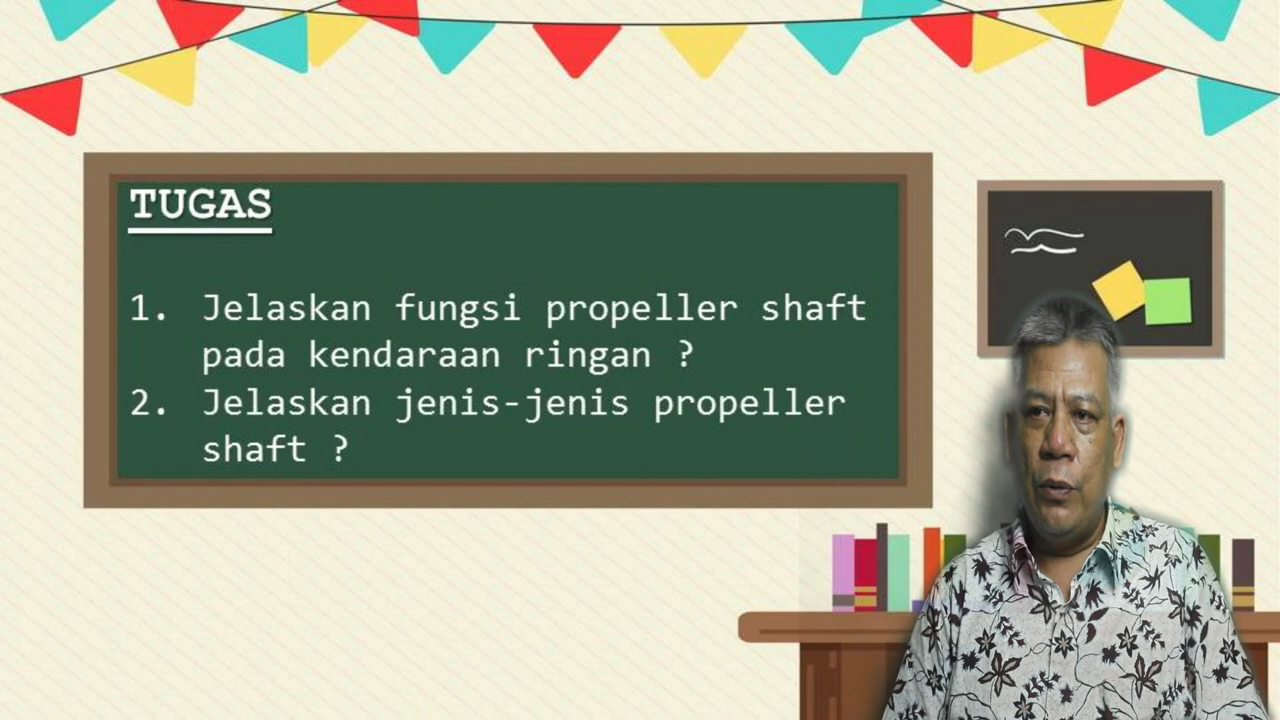 TUGAS
1. Jelaskan fungsi propeller shaft
pada kendaraan ringan ?
2. Jelaskan jenis-jenis propeller
shaft ?